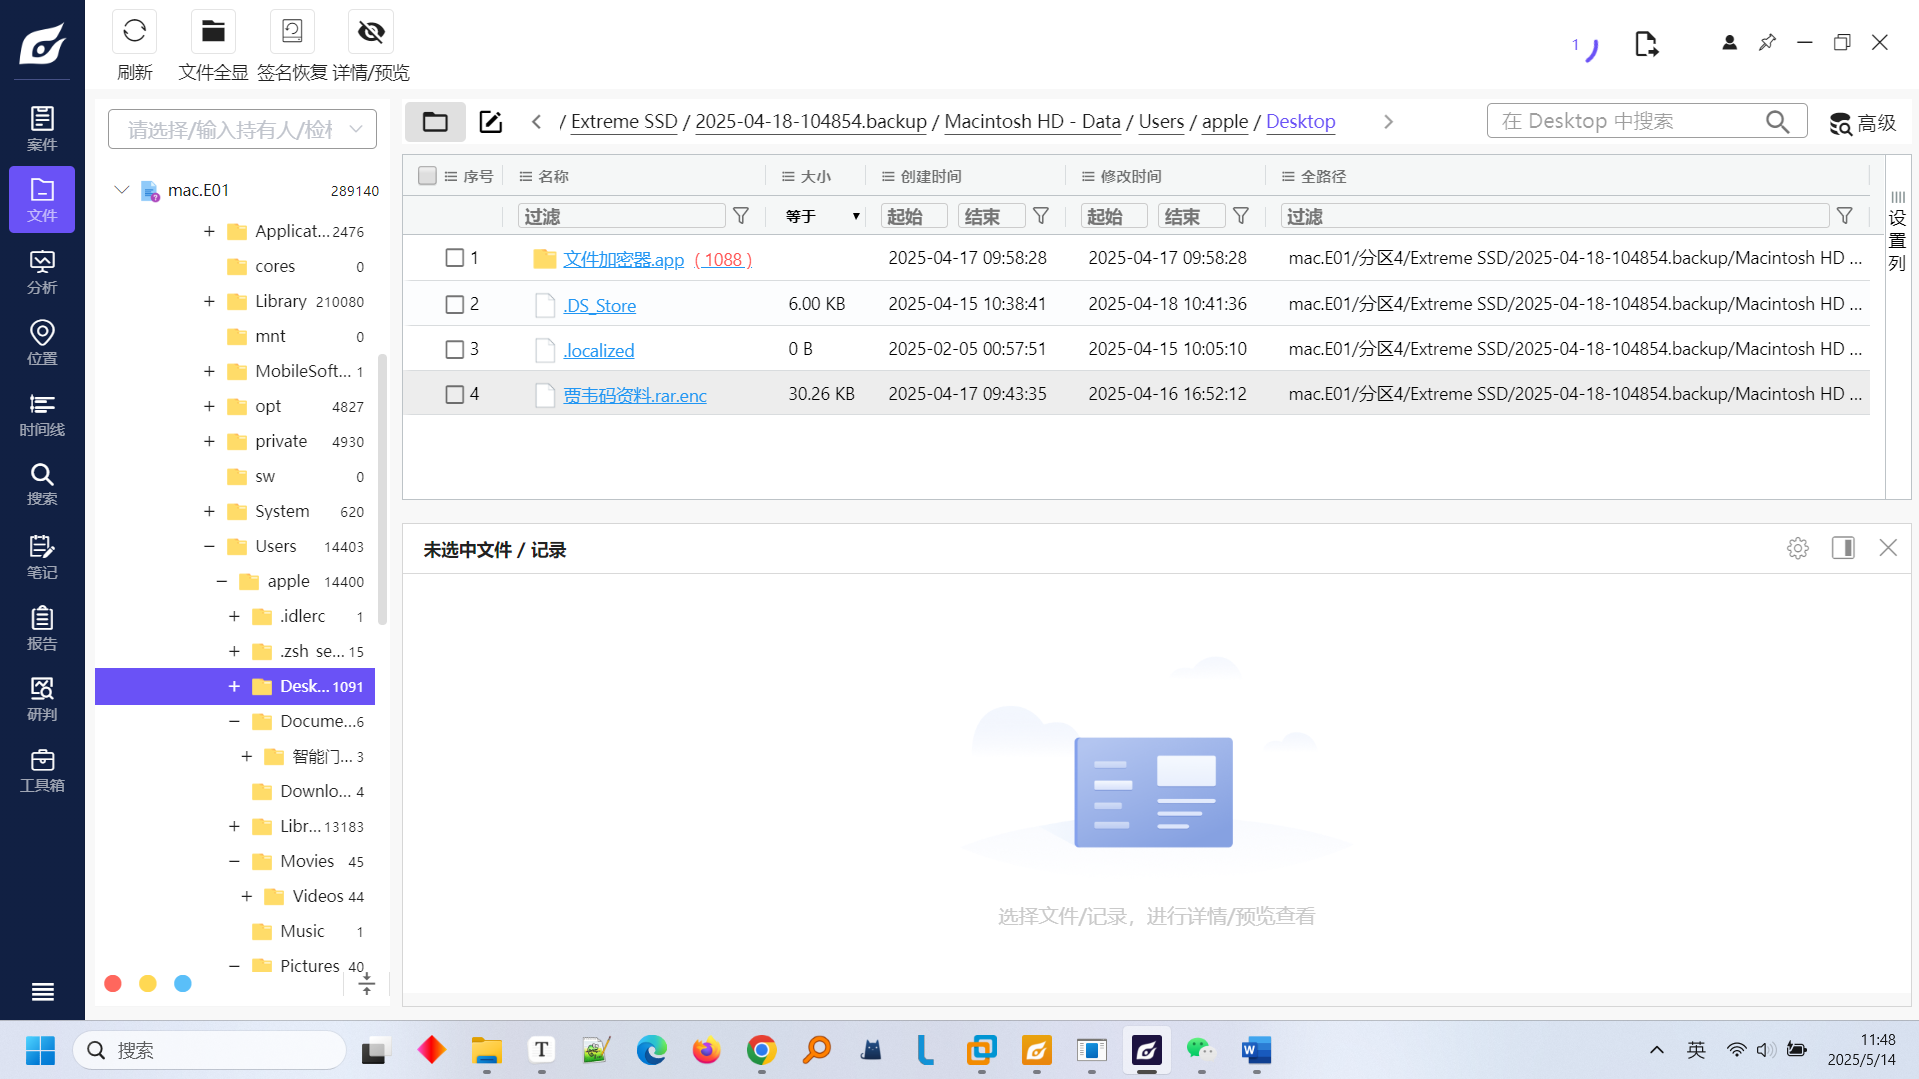 刷新
文件全显
签名恢复
详情/预览
1
案件
文件
分析
位置
时间线
搜索
笔记
报告
研判
工具箱
请选择/输入持有人/检材
mac.E01 289140
Applicat... 2476
cores 0
Library 210080
mnt 0
MobileSoft... 1
opt 4827
private 4930
sw 0
System 620
Users 14403
apple 14400
.idlerc 1
.zsh_se... 15
Desk... 1091
Docume... 6
智能门... 3
Downlo... 4
Libr... 13183
Movies 45
Videos 44
Music 1
Pictures 40
/ Extreme SSD / 2025-04-18-104854.backup / Macintosh HD - Data / Users / apple / Desktop
在 Desktop 中搜索
高级
序号 名称 大小 创建时间 修改时间 全路径
过滤 等于 起始 结束 起始 结束 过滤
1 文件加密器.app ( 1088 ) 2025-04-17 09:58:28 2025-04-17 09:58:28 mac.E01/分区4/Extreme SSD/2025-04-18-104854.backup/Macintosh HD ...
2 .DS_Store 6.00 KB 2025-04-15 10:38:41 2025-04-18 10:41:36 mac.E01/分区4/Extreme SSD/2025-04-18-104854.backup/Macintosh HD ...
3 .localized 0 B 2025-02-05 00:57:51 2025-04-15 10:05:10 mac.E01/分区4/Extreme SSD/2025-04-18-104854.backup/Macintosh HD ...
4 贾韦码资料.rar.enc 30.26 KB 2025-04-17 09:43:35 2025-04-16 16:52:12 mac.E01/分区4/Extreme SSD/2025-04-18-104854.backup/Macintosh HD ...
设置列
未选中文件 / 记录
选择文件/记录，进行详情/预览查看
搜索
英
11:48
2025/5/14